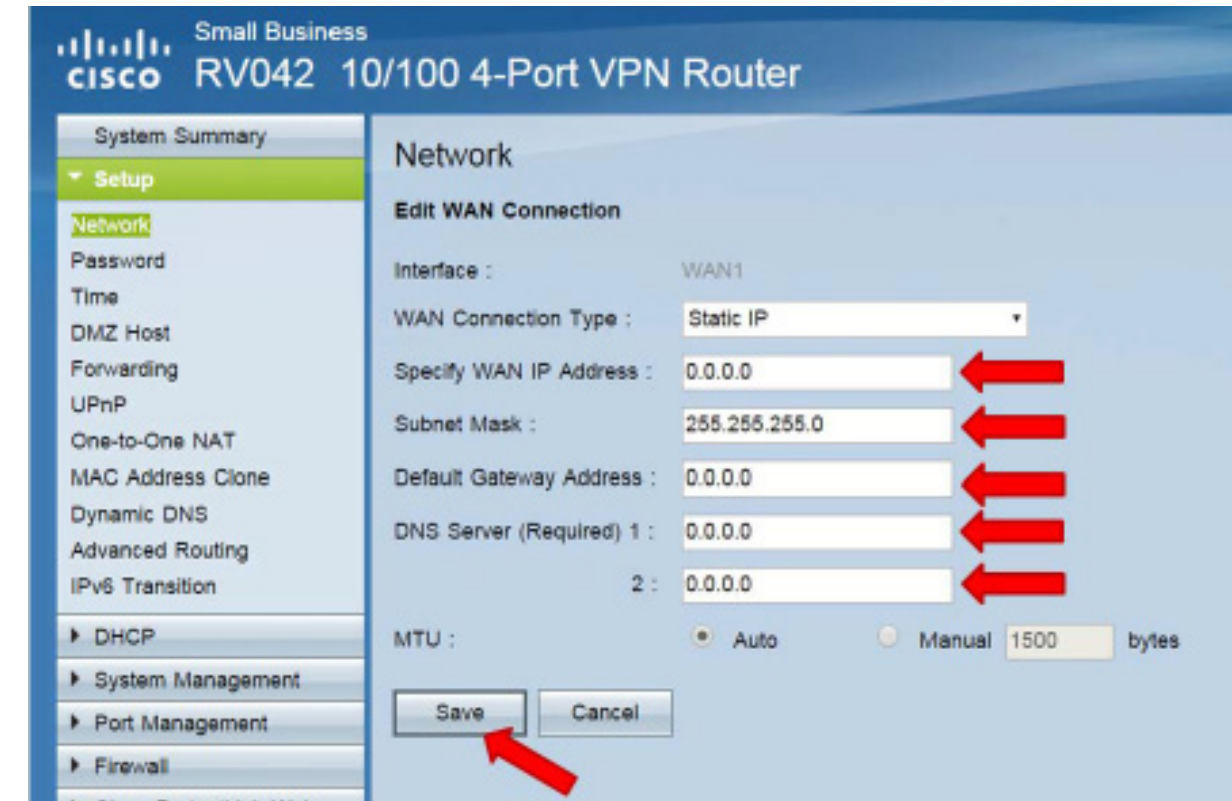 Small Business
CISCO RV042 10/100 4-Port VPN Router
System Summary
Setup
Network
Password
Time
DMZ Host
Forwarding
UPnP
One-to-One NAT
MAC Address Clone
Dynamic DNS
Advanced Routing
IPv6 Transition
DHCP
System Management
Port Management
Firewall
Network
Edit WAN Connection
Interface : WAN1
WAN Connection Type : Static IP
Specify WAN IP Address : 0.0.0.0
Subnet Mask : 255.255.255.0
Default Gateway Address : 0.0.0.0
DNS Server (Required) 1 : 0.0.0.0
2 : 0.0.0.0
MTU : Auto Manual 1500 bytes
Save Cancel